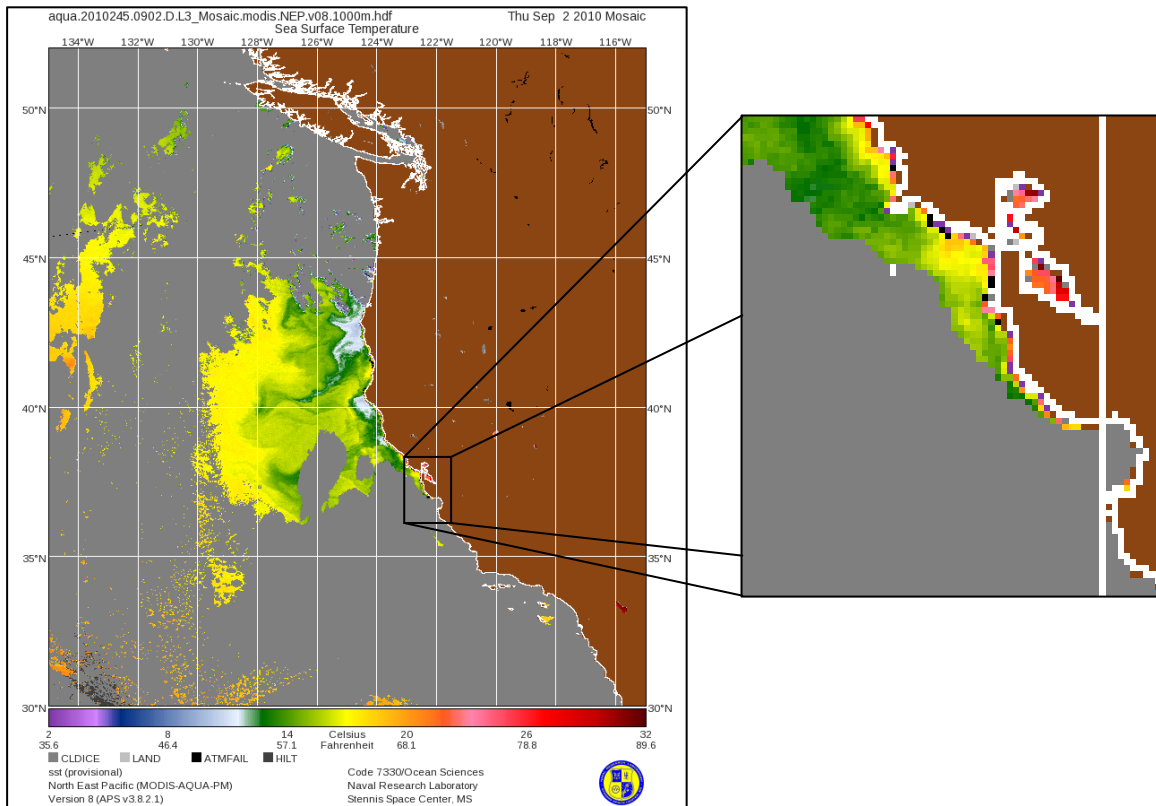 aqua.2010245.0902.D.L3_Mosaic.modis.NEP.v08.1000m.hdf Thu Sep 2 2010 Mosaic
Sea Surface Temperature
134°W 132°W 130°W 128°W 126°W 124°W 122°W 120°W 118°W 116°W
50°N 50°N
45°N 45°N
40°N 40°N
35°N 35°N
30°N 30°N
2 8 14 Celsius 20 26 32
35.6 46.4 57.1 Fahrenheit 68.1 78.8 89.6
CLDICE LAND ATMFAIL HILT
sst (provisional) Code 7330/Ocean Sciences
North East Pacific (MODIS-AQUA-PM) Naval Research Laboratory
Version 8 (APS v3.8.2.1) Stennis Space Center, MS